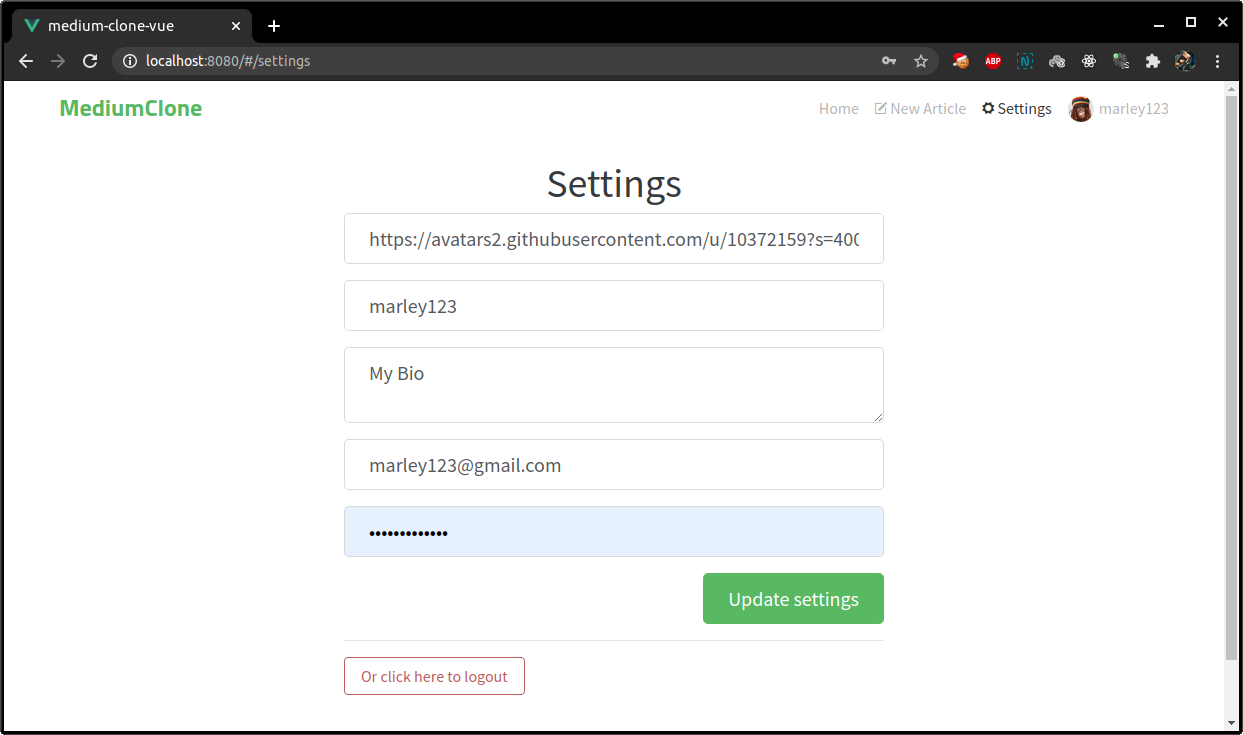 medium-clone-vue
localhost:8080/#/settings
ABP
N
S
MediumClone
Home
New Article
Settings
marley123
Settings
https://avatars2.githubusercontent.com/u/10372159?s=400
marley123
My Bio
marley123@gmail.com
•••••••••••••
Update settings
Or click here to logout